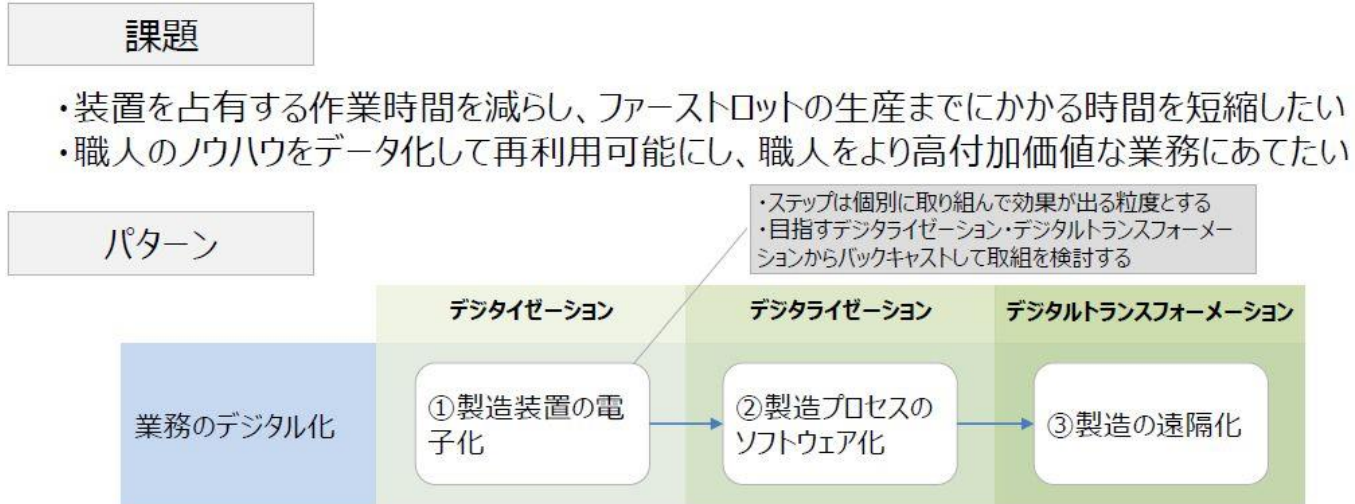 課題
・装置を占有する作業時間を減らし、ファーストロットの生産までにかかる時間を短縮したい
・職人のノウハウをデータ化して再利用可能にし、職人をより高付加価値な業務にあてたい
・ステップは個別に取り組んで効果が出る粒度とする
・目指すデジタライゼーション・デジタルトランスフォーメー
ションからバックキャストして取組を検討する
パターン
デジタイゼーション
デジタライゼーション
デジタルトランスフォーメーション
業務のデジタル化
①製造装置の電
子化
②製造プロセスの
ソフトウェア化
③製造の遠隔化